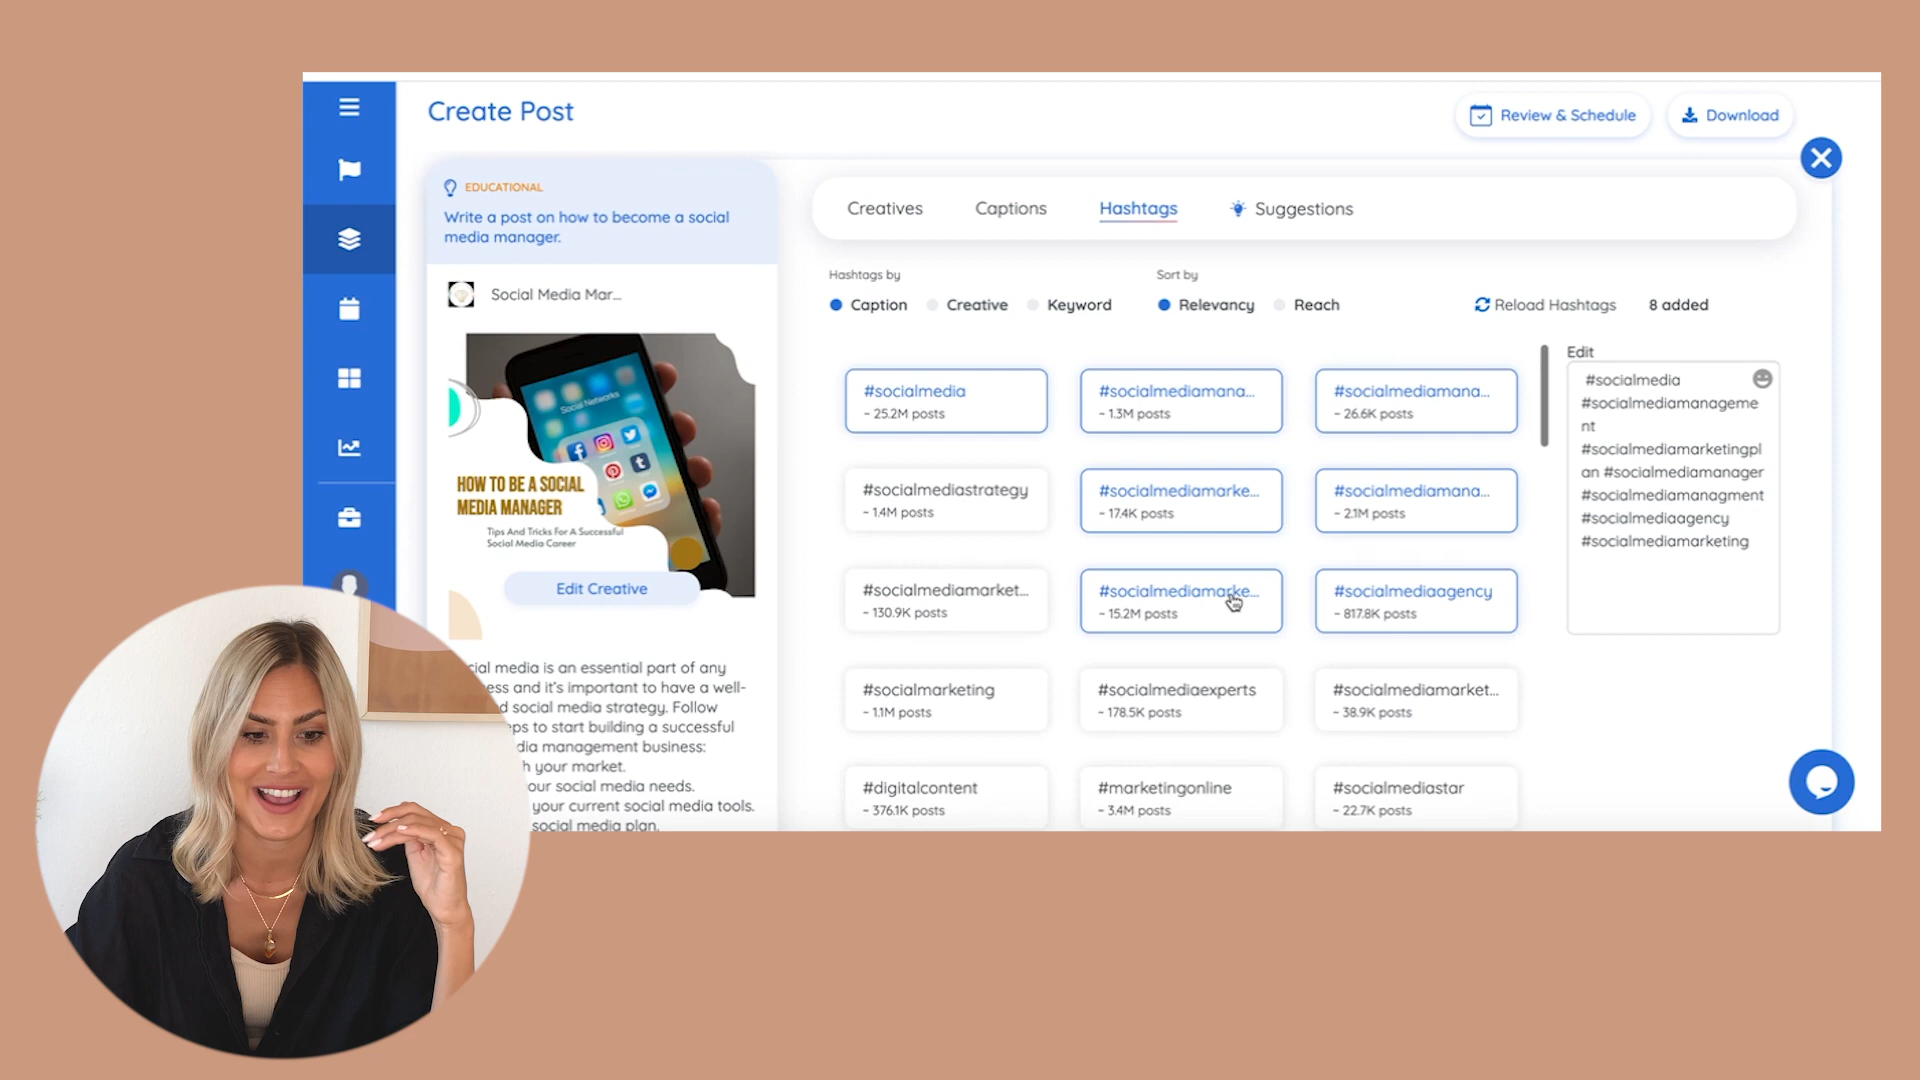 Create Post
Review & Schedule
Download
EDUCATIONAL
Write a post on how to become a social
media manager.
Creatives
Captions
Hashtags
Suggestions
Social Media Mar...
Social Networks
HOW TO BE A SOCIAL
MEDIA MANAGER
Tips And Tricks For A Successful
Social Media Career
Edit Creative
cial media is an essential part of any
ess and it's important to have a well-
d social media strategy. Follow
eps to start building a successful
dia management business:
h your market.
our social media needs.
your current social media tools.
social media plan.
Hashtags by
Sort by
Caption
Creative
Keyword
Relevancy
Reach
Reload Hashtags
8 added
#socialmedia
~ 25.2M posts
#socialmediamana...
~ 1.3M posts
#socialmediamana...
~ 26.6K posts
#socialmediastrategy
~ 1.4M posts
#socialmediamarke...
~ 17.4K posts
#socialmediamana...
~ 2.1M posts
#socialmediamarket...
~ 130.9K posts
#socialmediamarke...
~ 15.2M posts
#socialmediaagency
~ 817.8K posts
#socialmarketing
~ 1.1M posts
#socialmediaexperts
~ 178.5K posts
#socialmediamarket...
~ 38.9K posts
#digitalcontent
~ 376.1K posts
#marketingonline
~ 3.4M posts
#socialmediastar
~ 22.7K posts
Edit
#socialmedia
#socialmediamanageme
nt
#socialmediamarketingpl
an #socialmediamanager
#socialmediamanagment
#socialmediaagency
#socialmediamarketing